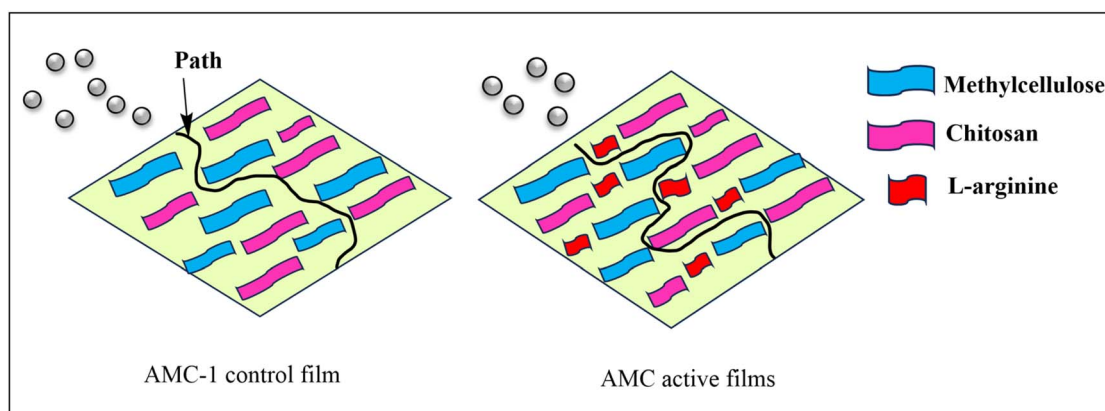 Path
Methylcellulose
Chitosan
L-arginine
AMC-1 control film
AMC active films